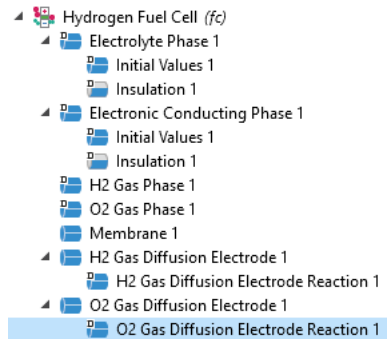 Hydrogen Fuel Cell (fc)
Electrolyte Phase 1
Initial Values 1
Insulation 1
Electronic Conducting Phase 1
Initial Values 1
Insulation 1
H2 Gas Phase 1
O2 Gas Phase 1
Membrane 1
H2 Gas Diffusion Electrode 1
H2 Gas Diffusion Electrode Reaction 1
O2 Gas Diffusion Electrode 1
O2 Gas Diffusion Electrode Reaction 1